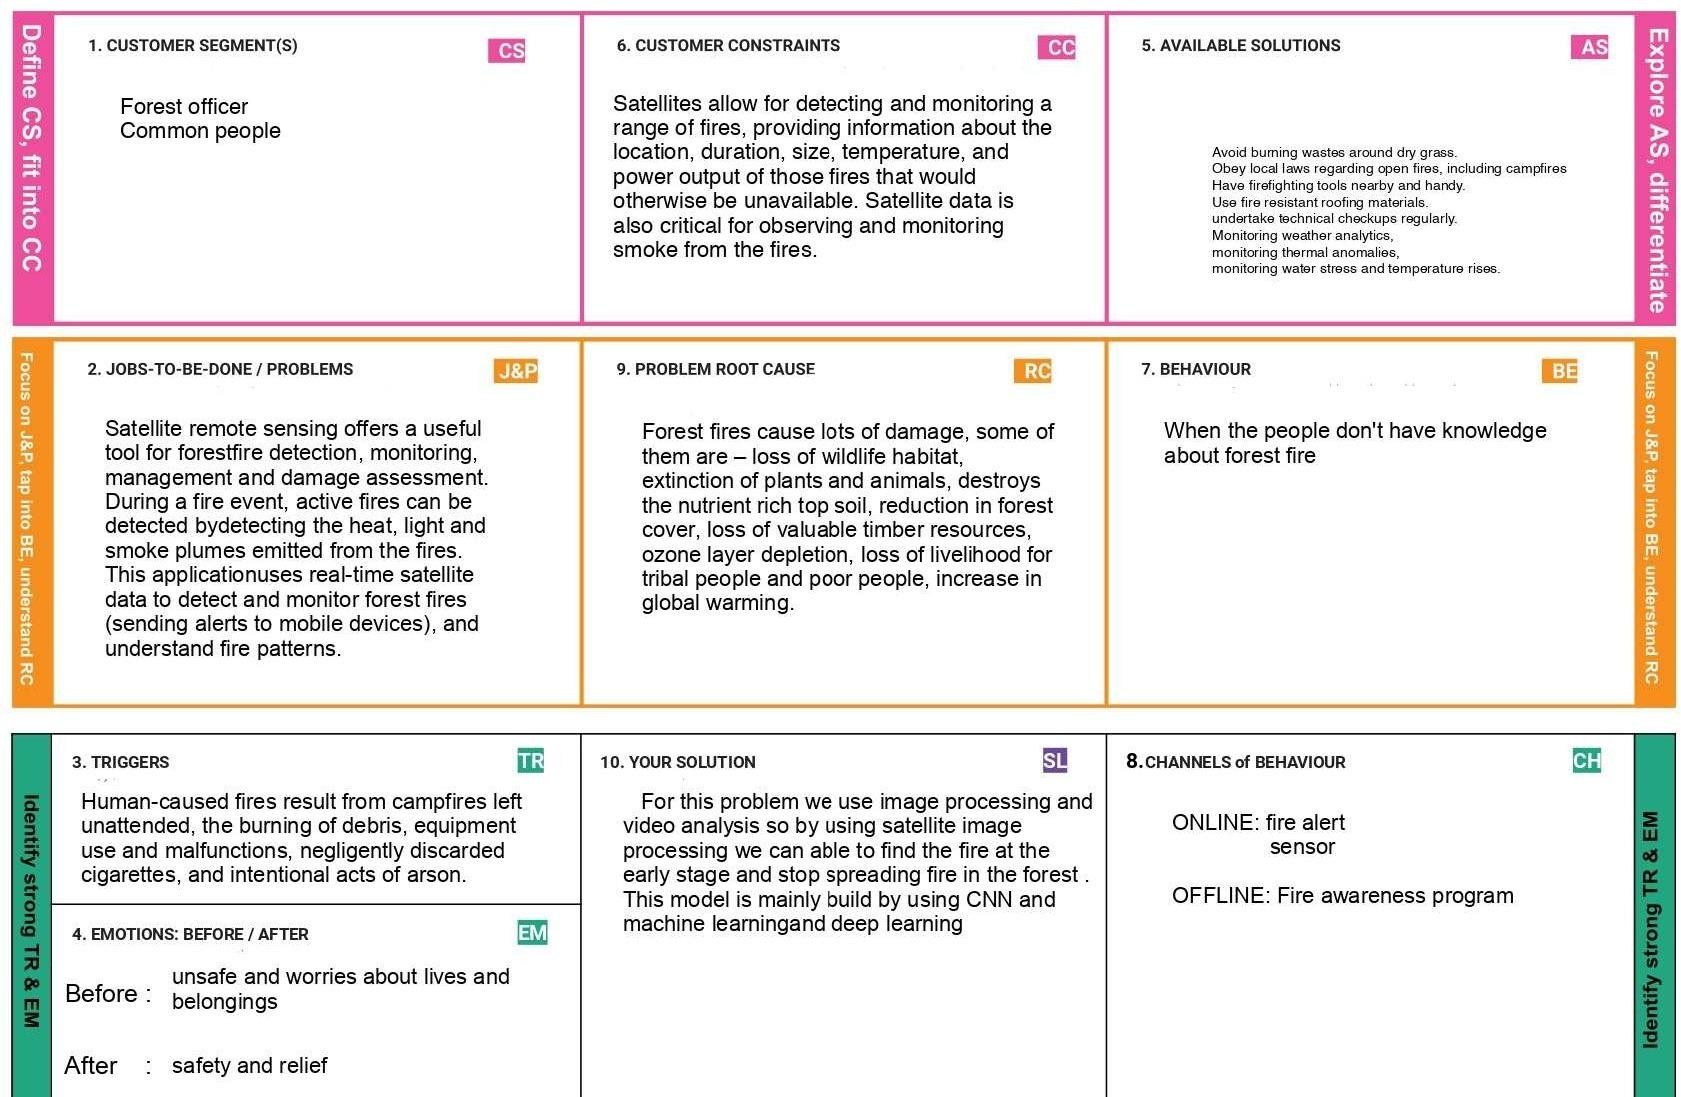 Define CS, fit into CC
1. CUSTOMER SEGMENT(S)
CS
Forest officer
Common people
6. CUSTOMER CONSTRAINTS
CC
Satellites allow for detecting and monitoring a
range of fires, providing information about the
location, duration, size, temperature, and
power output of those fires that would
otherwise be unavailable. Satellite data is
also critical for observing and monitoring
smoke from the fires.
5. AVAILABLE SOLUTIONS
AS
Avoid burning wastes around dry grass.
Obey local laws regarding open fires, including campfires
Have firefighting tools nearby and handy.
Use fire resistant roofing materials.
undertake technical checkups regularly.
Monitoring weather analytics,
monitoring thermal anomalies,
monitoring water stress and temperature rises.
Explore AS, differentiate
Focus on J&P, tap into BE, understand RC
2. JOBS-TO-BE-DONE / PROBLEMS
J&P
Satellite remote sensing offers a useful
tool for forestfire detection, monitoring,
management and damage assessment.
During a fire event, active fires can be
detected bydetecting the heat, light and
smoke plumes emitted from the fires.
This applicationuses real-time satellite
data to detect and monitor forest fires
(sending alerts to mobile devices), and
understand fire patterns.
9. PROBLEM ROOT CAUSE
RC
Forest fires cause lots of damage, some of
them are – loss of wildlife habitat,
extinction of plants and animals, destroys
the nutrient rich top soil, reduction in forest
cover, loss of valuable timber resources,
ozone layer depletion, loss of livelihood for
tribal people and poor people, increase in
global warming.
7. BEHAVIOUR
BE
When the people don't have knowledge
about forest fire
Focus on J&P, tap into BE, understand RC
Identify strong TR & EM
3. TRIGGERS
TR
Human-caused fires result from campfires left
unattended, the burning of debris, equipment
use and malfunctions, negligently discarded
cigarettes, and intentional acts of arson.
4. EMOTIONS: BEFORE / AFTER
EM
Before : unsafe and worries about lives and
belongings
After : safety and relief
10. YOUR SOLUTION
SL
For this problem we use image processing and
video analysis so by using satellite image
processing we can able to find the fire at the
early stage and stop spreading fire in the forest .
This model is mainly build by using CNN and
machine learningand deep learning
8.CHANNELS of BEHAVIOUR
CH
ONLINE: fire alert
sensor
OFFLINE: Fire awareness program
Identify strong TR & EM